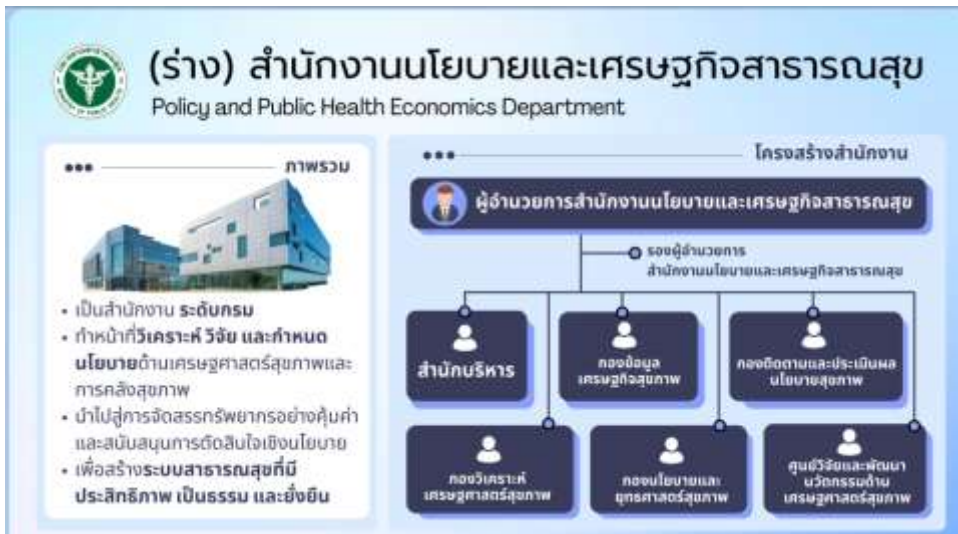 (ร่าง) สำนักงานนโยบายและเศรษฐกิจสาธารณสุข
Policy and Public Health Economics Department
ภาพรวม
• เป็นสำนักงาน ระดับกรม
• ทำหน้าที่วิเคราะห์ วิจัย และกำหนด
นโยบายด้านเศรษฐศาสตร์สุขภาพและ
การคลังสุขภาพ
• นำไปสู่การจัดสรรทรัพยากรอย่างคุ้มค่า
และสนับสนุนการตัดสินใจเชิงนโยบาย
• เพื่อสร้างระบบสาธารณสุขที่มี
ประสิทธิภาพ เป็นธรรม และยั่งยืน
โครงสร้างสำนักงาน
ผู้อำนวยการสำนักงานนโยบายและเศรษฐกิจสาธารณสุข
รองผู้อำนวยการ
สำนักงานนโยบายและเศรษฐกิจสาธารณสุข
สำนักบริหาร
กองข้อมูล
เศรษฐกิจสุขภาพ
กองติดตามและประเมินผล
นโยบายสุขภาพ
กองวิเคราะห์
เศรษฐศาสตร์สุขภาพ
กองนโยบายและ
ยุทธศาสตร์สุขภาพ
ศูนย์วิจัยและพัฒนา
นวัตกรรมด้าน
เศรษฐศาสตร์สุขภาพ